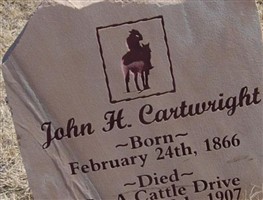 John H. Cartwright
~Born~
February 24th, 1866
~Died~
A Cattle Drive
1907